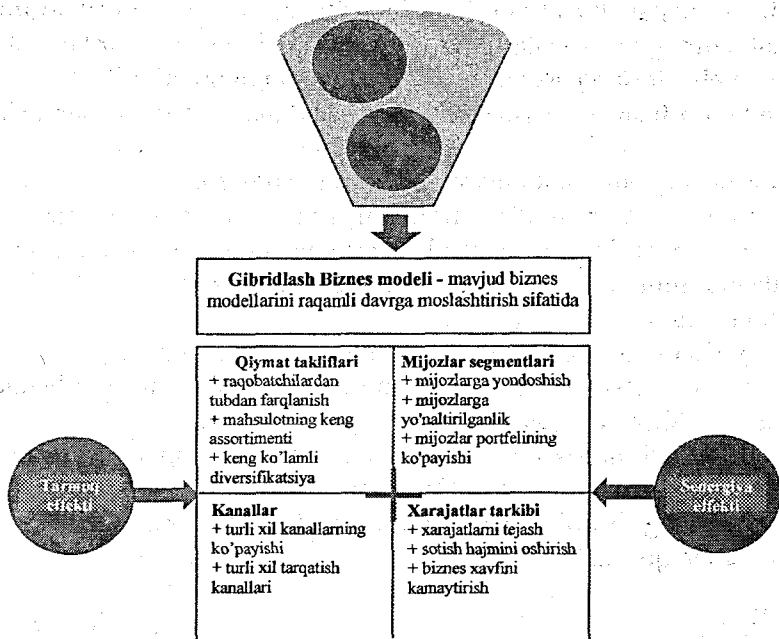 Gibridlash Biznes modeli - mavjud biznes
modellarini raqamli davrga moslashtirish sifatida
Qiymat takliflari
+ raqobatchilardan
tubdan farqlanish
+ mahsulotning keng
assortimenti
+ keng ko'lamli
diversifikatsiya
Mijozlar segmentlari
+ mijozlarga yondoshish
+ mijozlarga
yo'naltirilganlik
+ mijozlar portfelining
ko'payishi
Tarmoq
effekti
Kanallar
+ turli xil kanallarning
ko'payishi
+ turli xil tarqatish
kanallari
Xarajatlar tarkibi
+ xarajatlarni tejash
+ sotish hajmini oshirish
+ biznes xavfini
kamaytirish
Senergiya
effekti